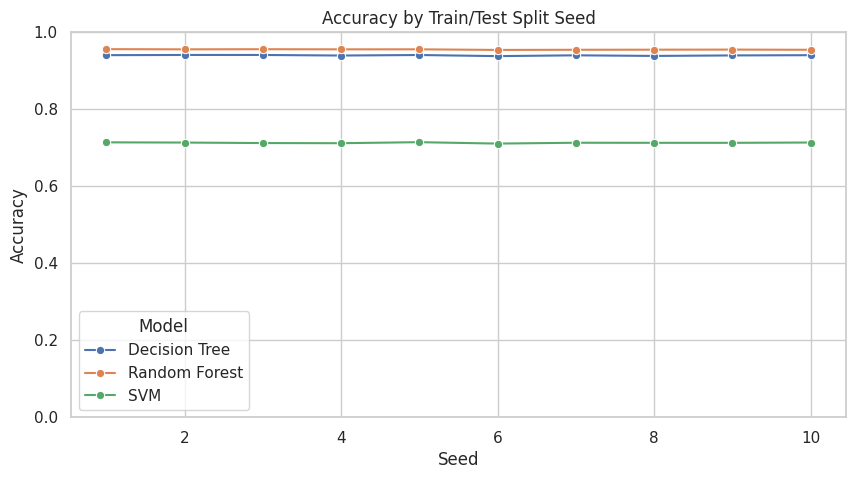 Accuracy by Train/Test Split Seed
1.0
0.8
0.6
0.4
0.2
0.0
Accuracy
Model
Decision Tree
Random Forest
SVM
2 4 6 8 10
Seed